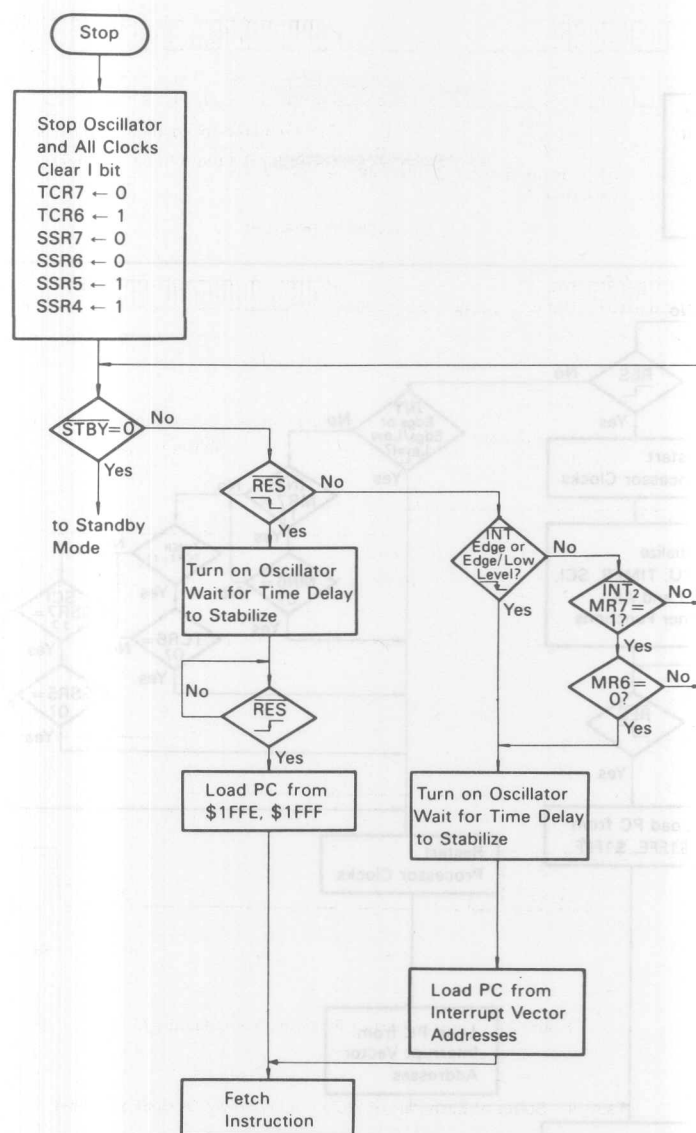 Stop
Stop Oscillator
and All Clocks
Clear I bit
TCR7 ← 0
TCR6 ← 1
SSR7 ← 0
SSR6 ← 0
SSR5 ← 1
SSR4 ← 1
STBY=0
No
Yes
to Standby
Mode
RES
No
Yes
Turn on Oscillator
Wait for Time Delay
to Stabilize
No
RES
Yes
Load PC from
$1FFE, $1FFF
INT
Edge or
Edge/Low
Level?
No
Yes
INT2
MR7=
1?
No
Yes
MR6=
0?
No
Yes
Turn on Oscillator
Wait for Time Delay
to Stabilize
Load PC from
Interrupt Vector
Addresses
Fetch
Instruction